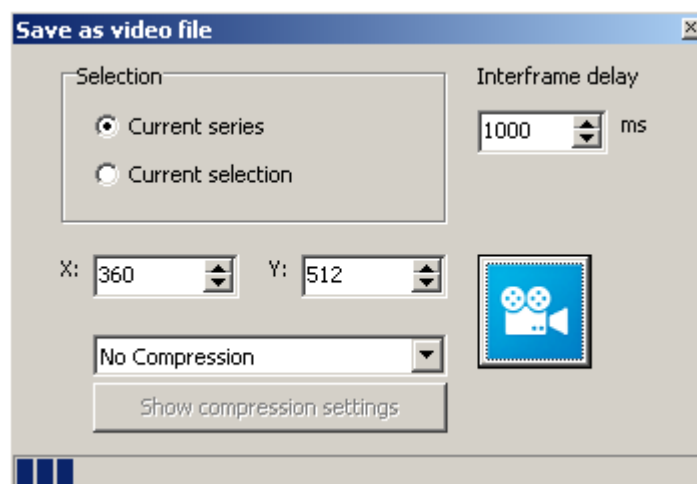 Save as video file
Selection
Interframe delay
Current series
1000 ms
Current selection
X: 360 Y: 512
No Compression
Show compression settings